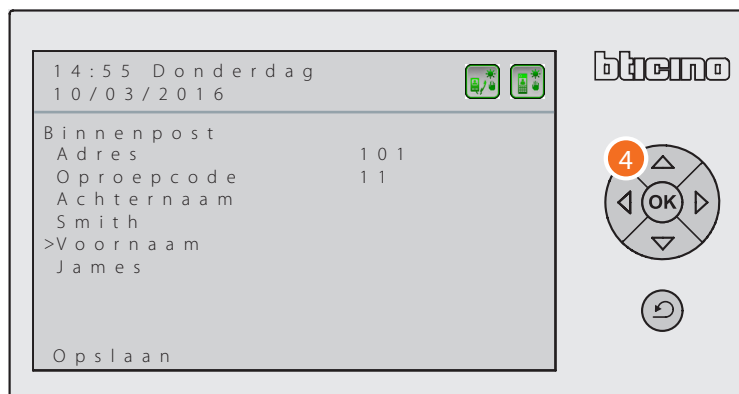 14:55 Donderdag
10/03/2016
bticino
Binnenpost
Adres 101
Oproepcode 11
Achternaam
Smith
>Voornaam
James
Opslaan
4
OK